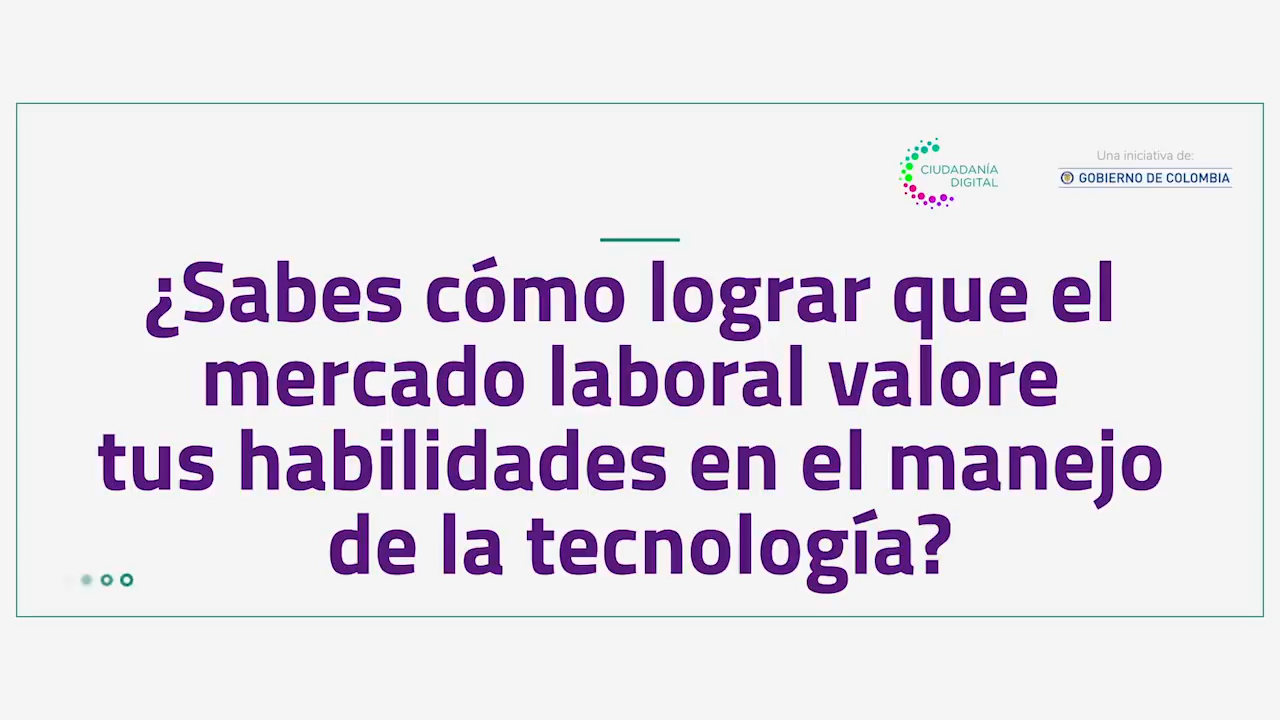 CIUDADANÍA
DIGITAL
Una iniciativa de:
GOBIERNO DE COLOMBIA
¿Sabes cómo lograr que el
mercado laboral valore
tus habilidades en el manejo
de la tecnología?